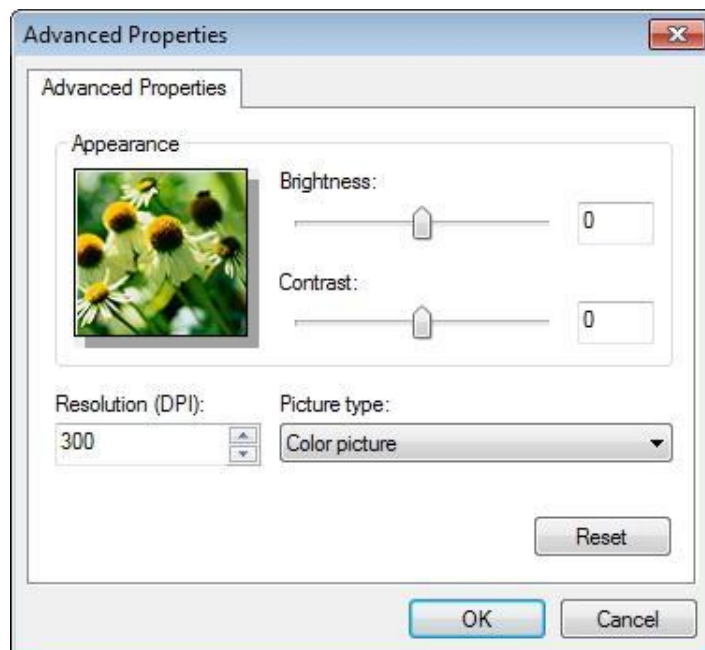 Advanced Properties
Advanced Properties
Appearance
Brightness:
0
Contrast:
0
Resolution (DPI):
Picture type:
300
Color picture
Reset
OK
Cancel